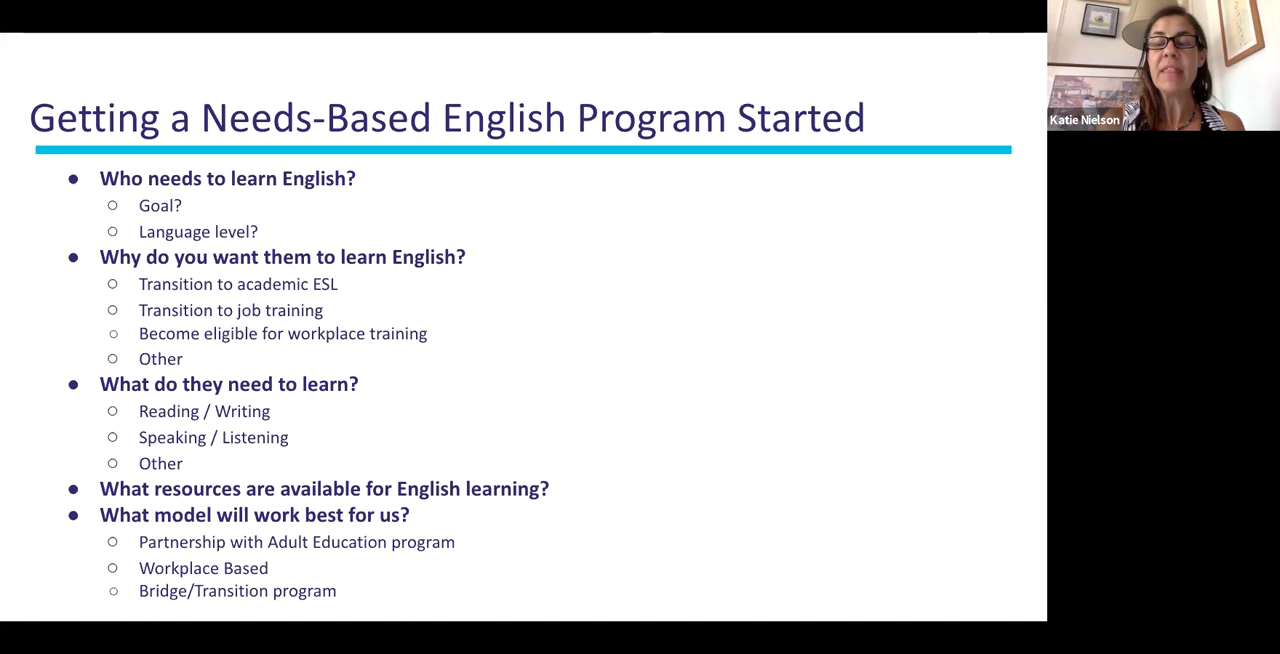 Getting a Needs-Based English Program Started
● Who needs to learn English?
○ Goal?
○ Language level?
● Why do you want them to learn English?
○ Transition to academic ESL
○ Transition to job training
○ Become eligible for workplace training
○ Other
● What do they need to learn?
○ Reading / Writing
○ Speaking / Listening
○ Other
● What resources are available for English learning?
● What model will work best for us?
○ Partnership with Adult Education program
○ Workplace Based
○ Bridge/Transition program
Katie Nielson